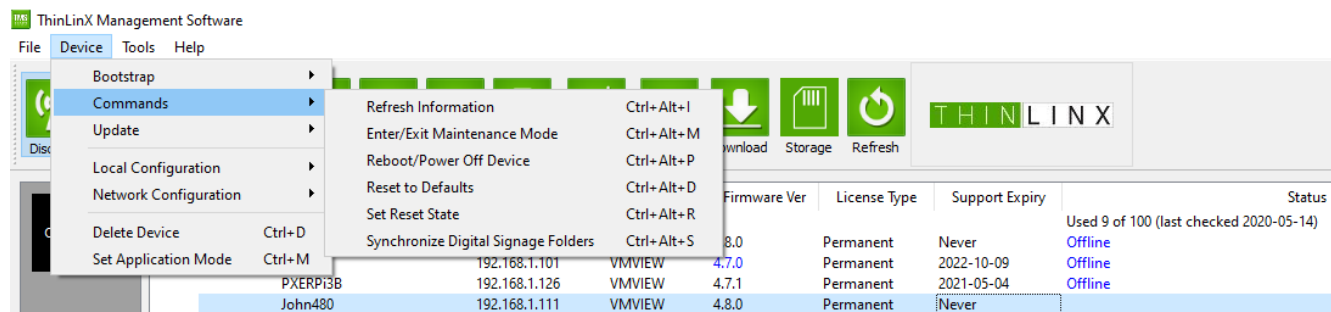 TMS ThinLinX Management Software
File Device Tools Help
Bootstrap
Commands
Update
Local Configuration
Network Configuration
Delete Device Ctrl+D
Set Application Mode Ctrl+M
Refresh Information Ctrl+Alt+I
Enter/Exit Maintenance Mode Ctrl+Alt+M
Reboot/Power Off Device Ctrl+Alt+P
Reset to Defaults Ctrl+Alt+D
Set Reset State Ctrl+Alt+R
Synchronize Digital Signage Folders Ctrl+Alt+S
Disc
ownload Storage Refresh
THINLINX
Firmware Ver License Type Support Expiry Status
Used 9 of 100 (last checked 2020-05-14)
.8.0 Permanent Never Offline
192.168.1.101 VMVIEW 4.7.0 Permanent 2022-10-09 Offline
PXERPi3B 192.168.1.126 VMVIEW 4.7.1 Permanent 2021-05-04 Offline
John480 192.168.1.111 VMVIEW 4.8.0 Permanent Never